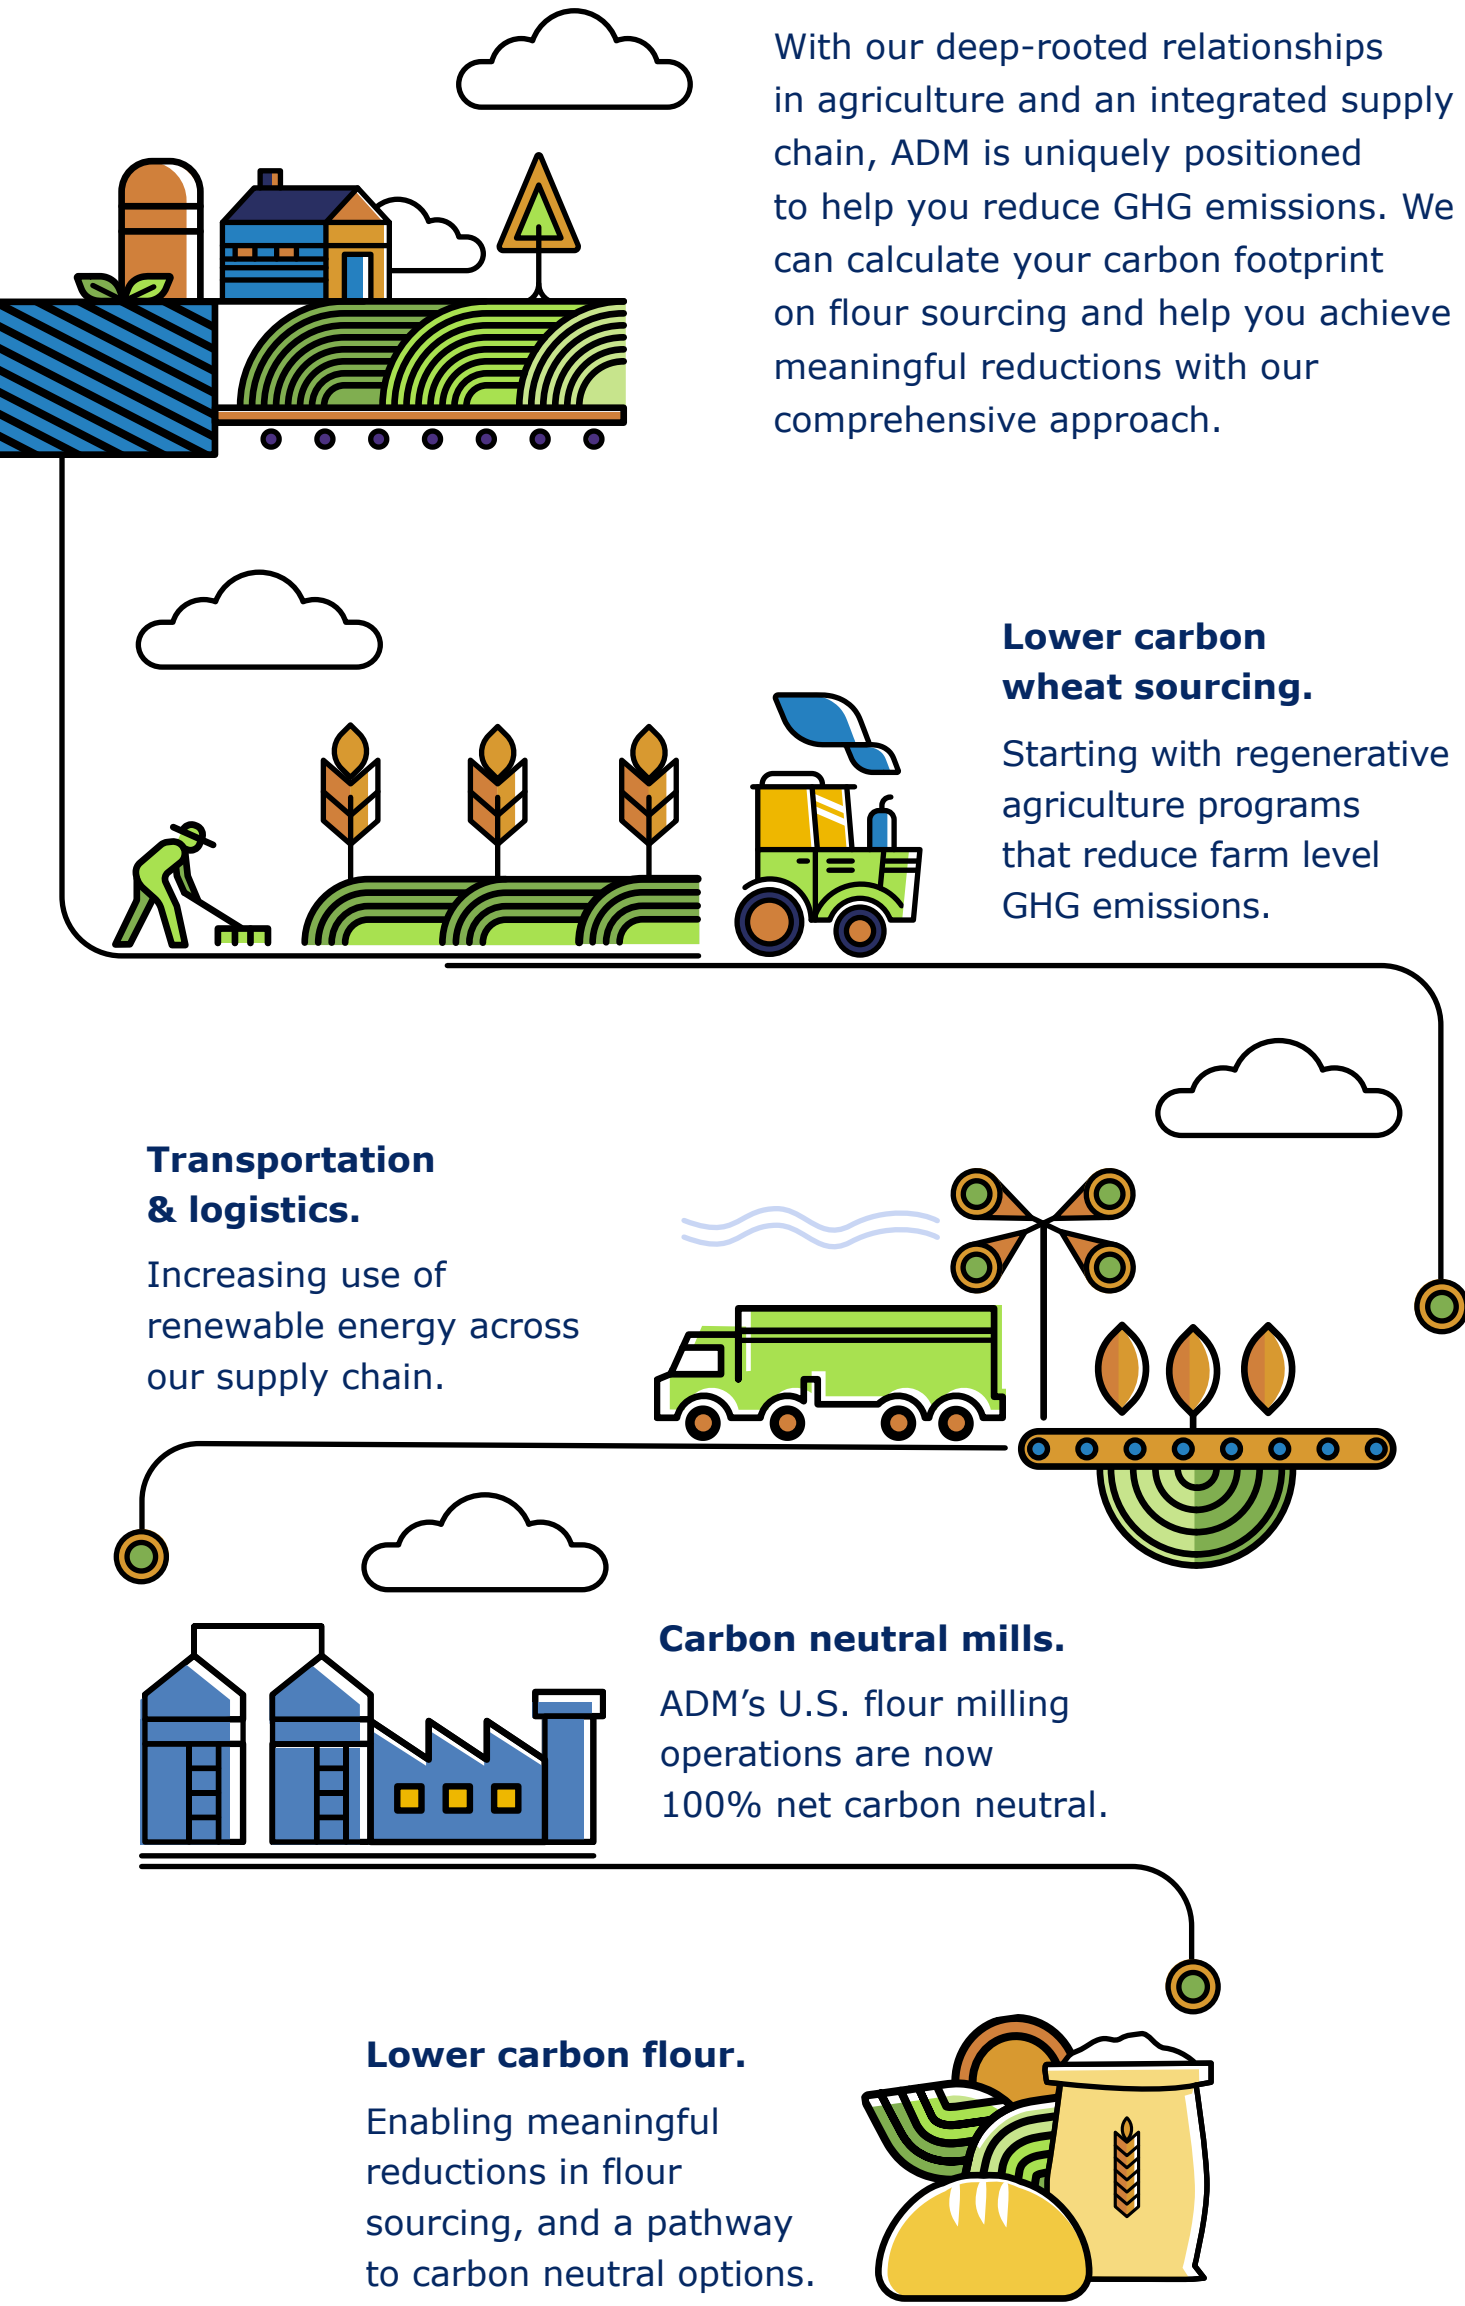 With our deep-rooted relationships
in agriculture and an integrated supply
chain, ADM is uniquely positioned
to help you reduce GHG emissions. We
can calculate your carbon footprint
on flour sourcing and help you achieve
meaningful reductions with our
comprehensive approach.
Lower carbon
wheat sourcing.
Starting with regenerative
agriculture programs
that reduce farm level
GHG emissions.
Transportation
& logistics.
Increasing use of
renewable energy across
our supply chain.
Carbon neutral mills.
ADM’s U.S. flour milling
operations are now
100% net carbon neutral.
Lower carbon flour.
Enabling meaningful
reductions in flour
sourcing, and a pathway
to carbon neutral options.